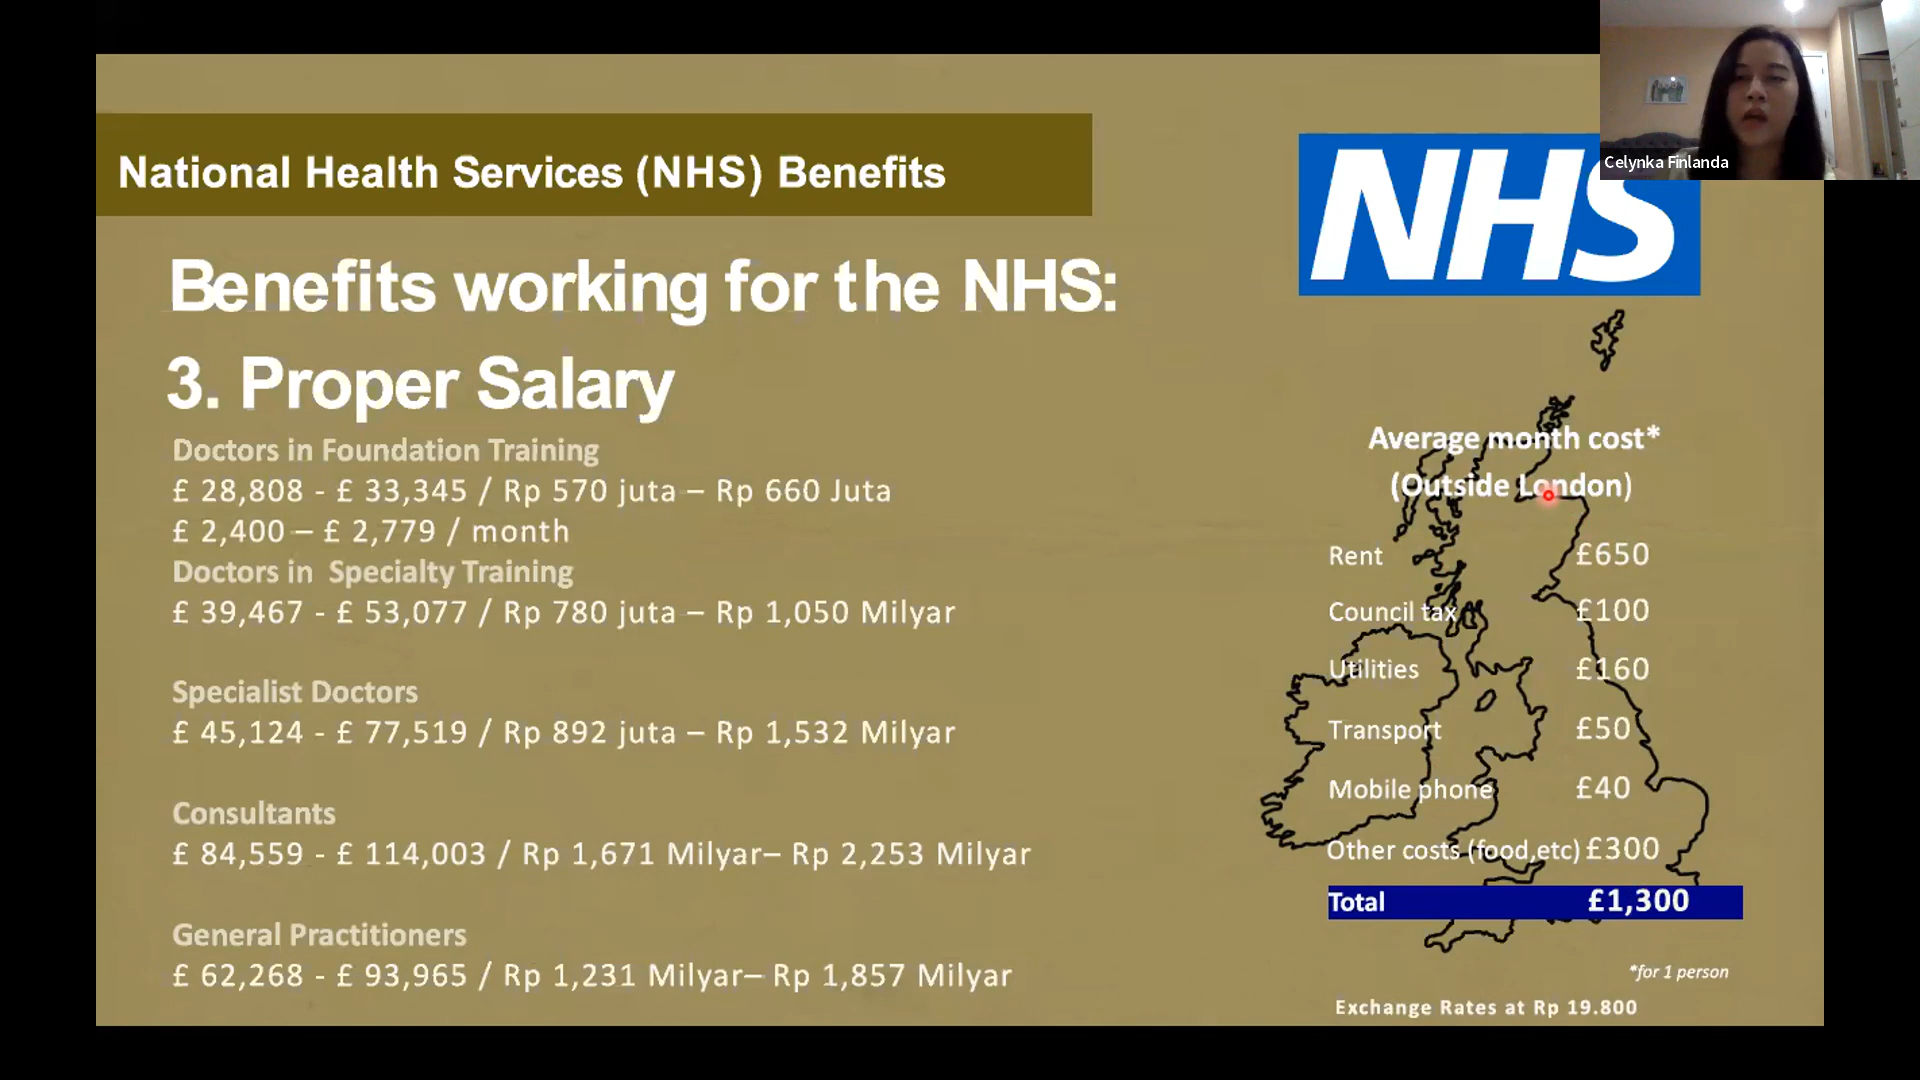 National Health Services (NHS) Benefits
NHS
Celynka Finlanda
Benefits working for the NHS:
3. Proper Salary
Doctors in Foundation Training
£ 28,808 - £ 33,345 / Rp 570 juta – Rp 660 Juta
£ 2,400 – £ 2,779 / month
Doctors in Specialty Training
£ 39,467 - £ 53,077 / Rp 780 juta – Rp 1,050 Milyar
Specialist Doctors
£ 45,124 - £ 77,519 / Rp 892 juta – Rp 1,532 Milyar
Consultants
£ 84,559 - £ 114,003 / Rp 1,671 Milyar– Rp 2,253 Milyar
General Practitioners
£ 62,268 - £ 93,965 / Rp 1,231 Milyar– Rp 1,857 Milyar
Average month cost*
(Outside London)
Rent £650
Council tax £100
Utilities £160
Transport £50
Mobile phone £40
Other costs (food,etc) £300
Total £1,300
*for 1 person
Exchange Rates at Rp 19.800